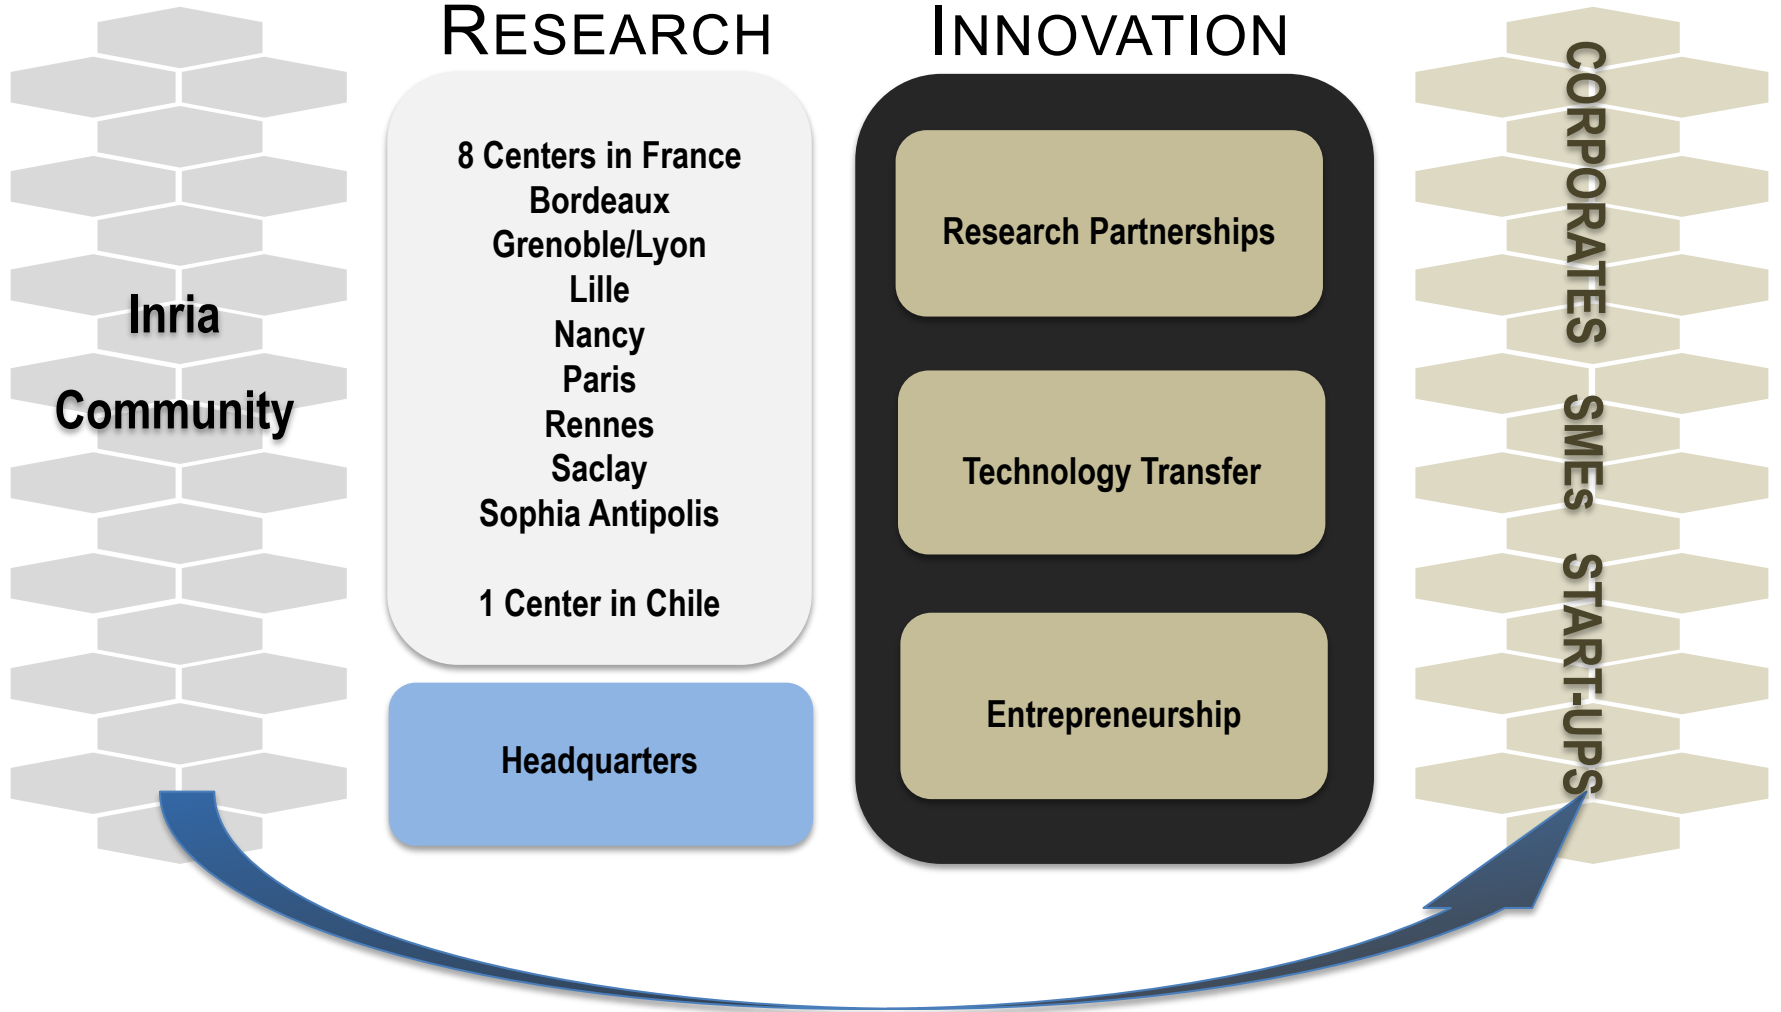 RESEARCH
INNOVATION
Inria
Community
8 Centers in France
Bordeaux
Grenoble/Lyon
Lille
Nancy
Paris
Rennes
Saclay
Sophia Antipolis
1 Center in Chile
Headquarters
Research Partnerships
Technology Transfer
Entrepreneurship
CORPORATES SMEs START-UPS